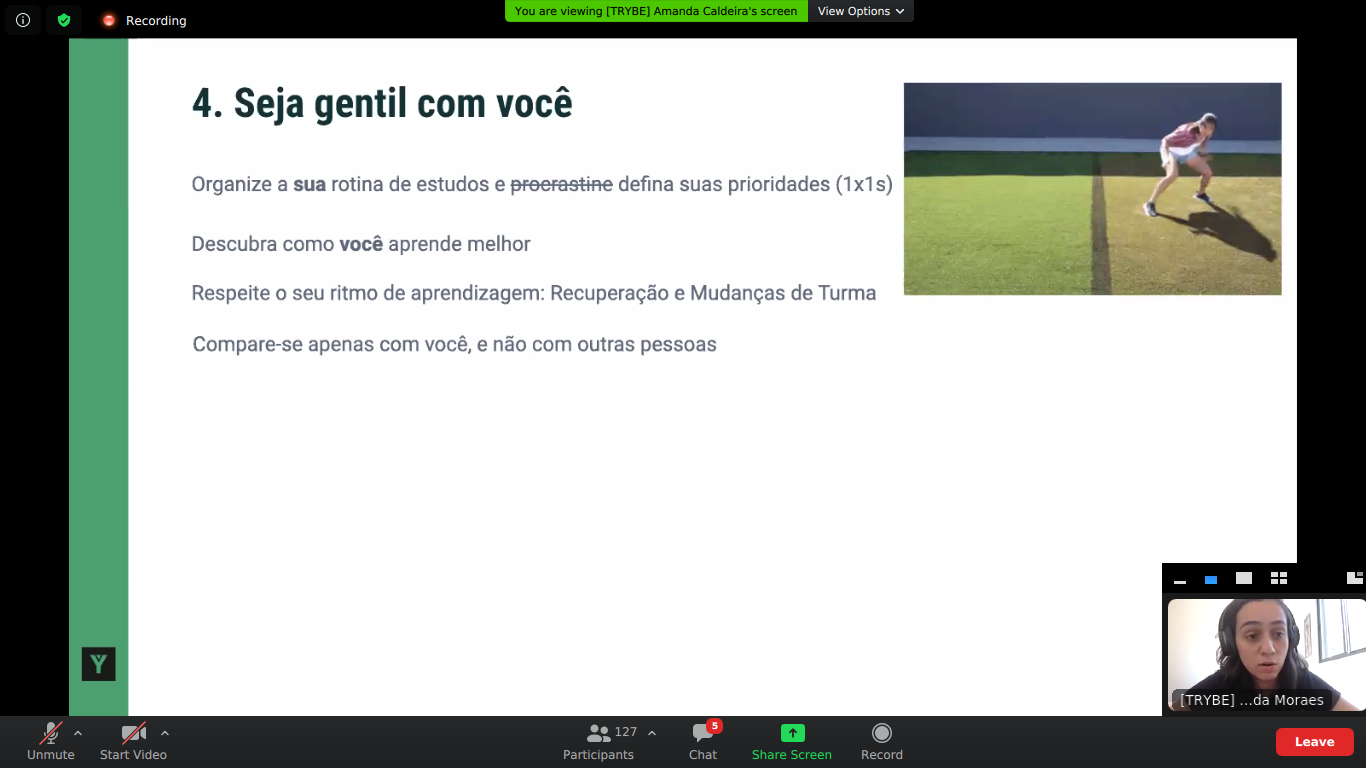 Recording
You are viewing [TRYBE] Amanda Caldeira's screen
View Options
4. Seja gentil com você
Organize a sua rotina de estudos e procrastine defina suas prioridades (1x1s)
Descubra como você aprende melhor
Respeite o seu ritmo de aprendizagem: Recuperação e Mudanças de Turma
Compare-se apenas com você, e não com outras pessoas
Y
[TRYBE] ...da Moraes
Unmute
Start Video
Participants
127
Chat
5
Share Screen
Record
Leave